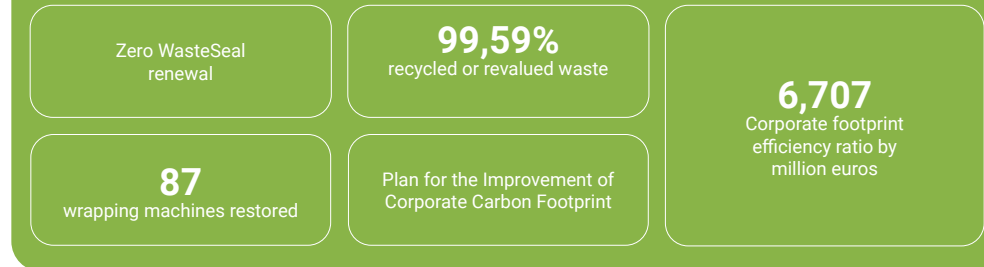 Zero WasteSeal
renewal
99,59%
recycled or revalued waste
6,707
Corporate footprint
efficiency ratio by
million euros
87
wrapping machines restored
Plan for the Improvement of
Corporate Carbon Footprint